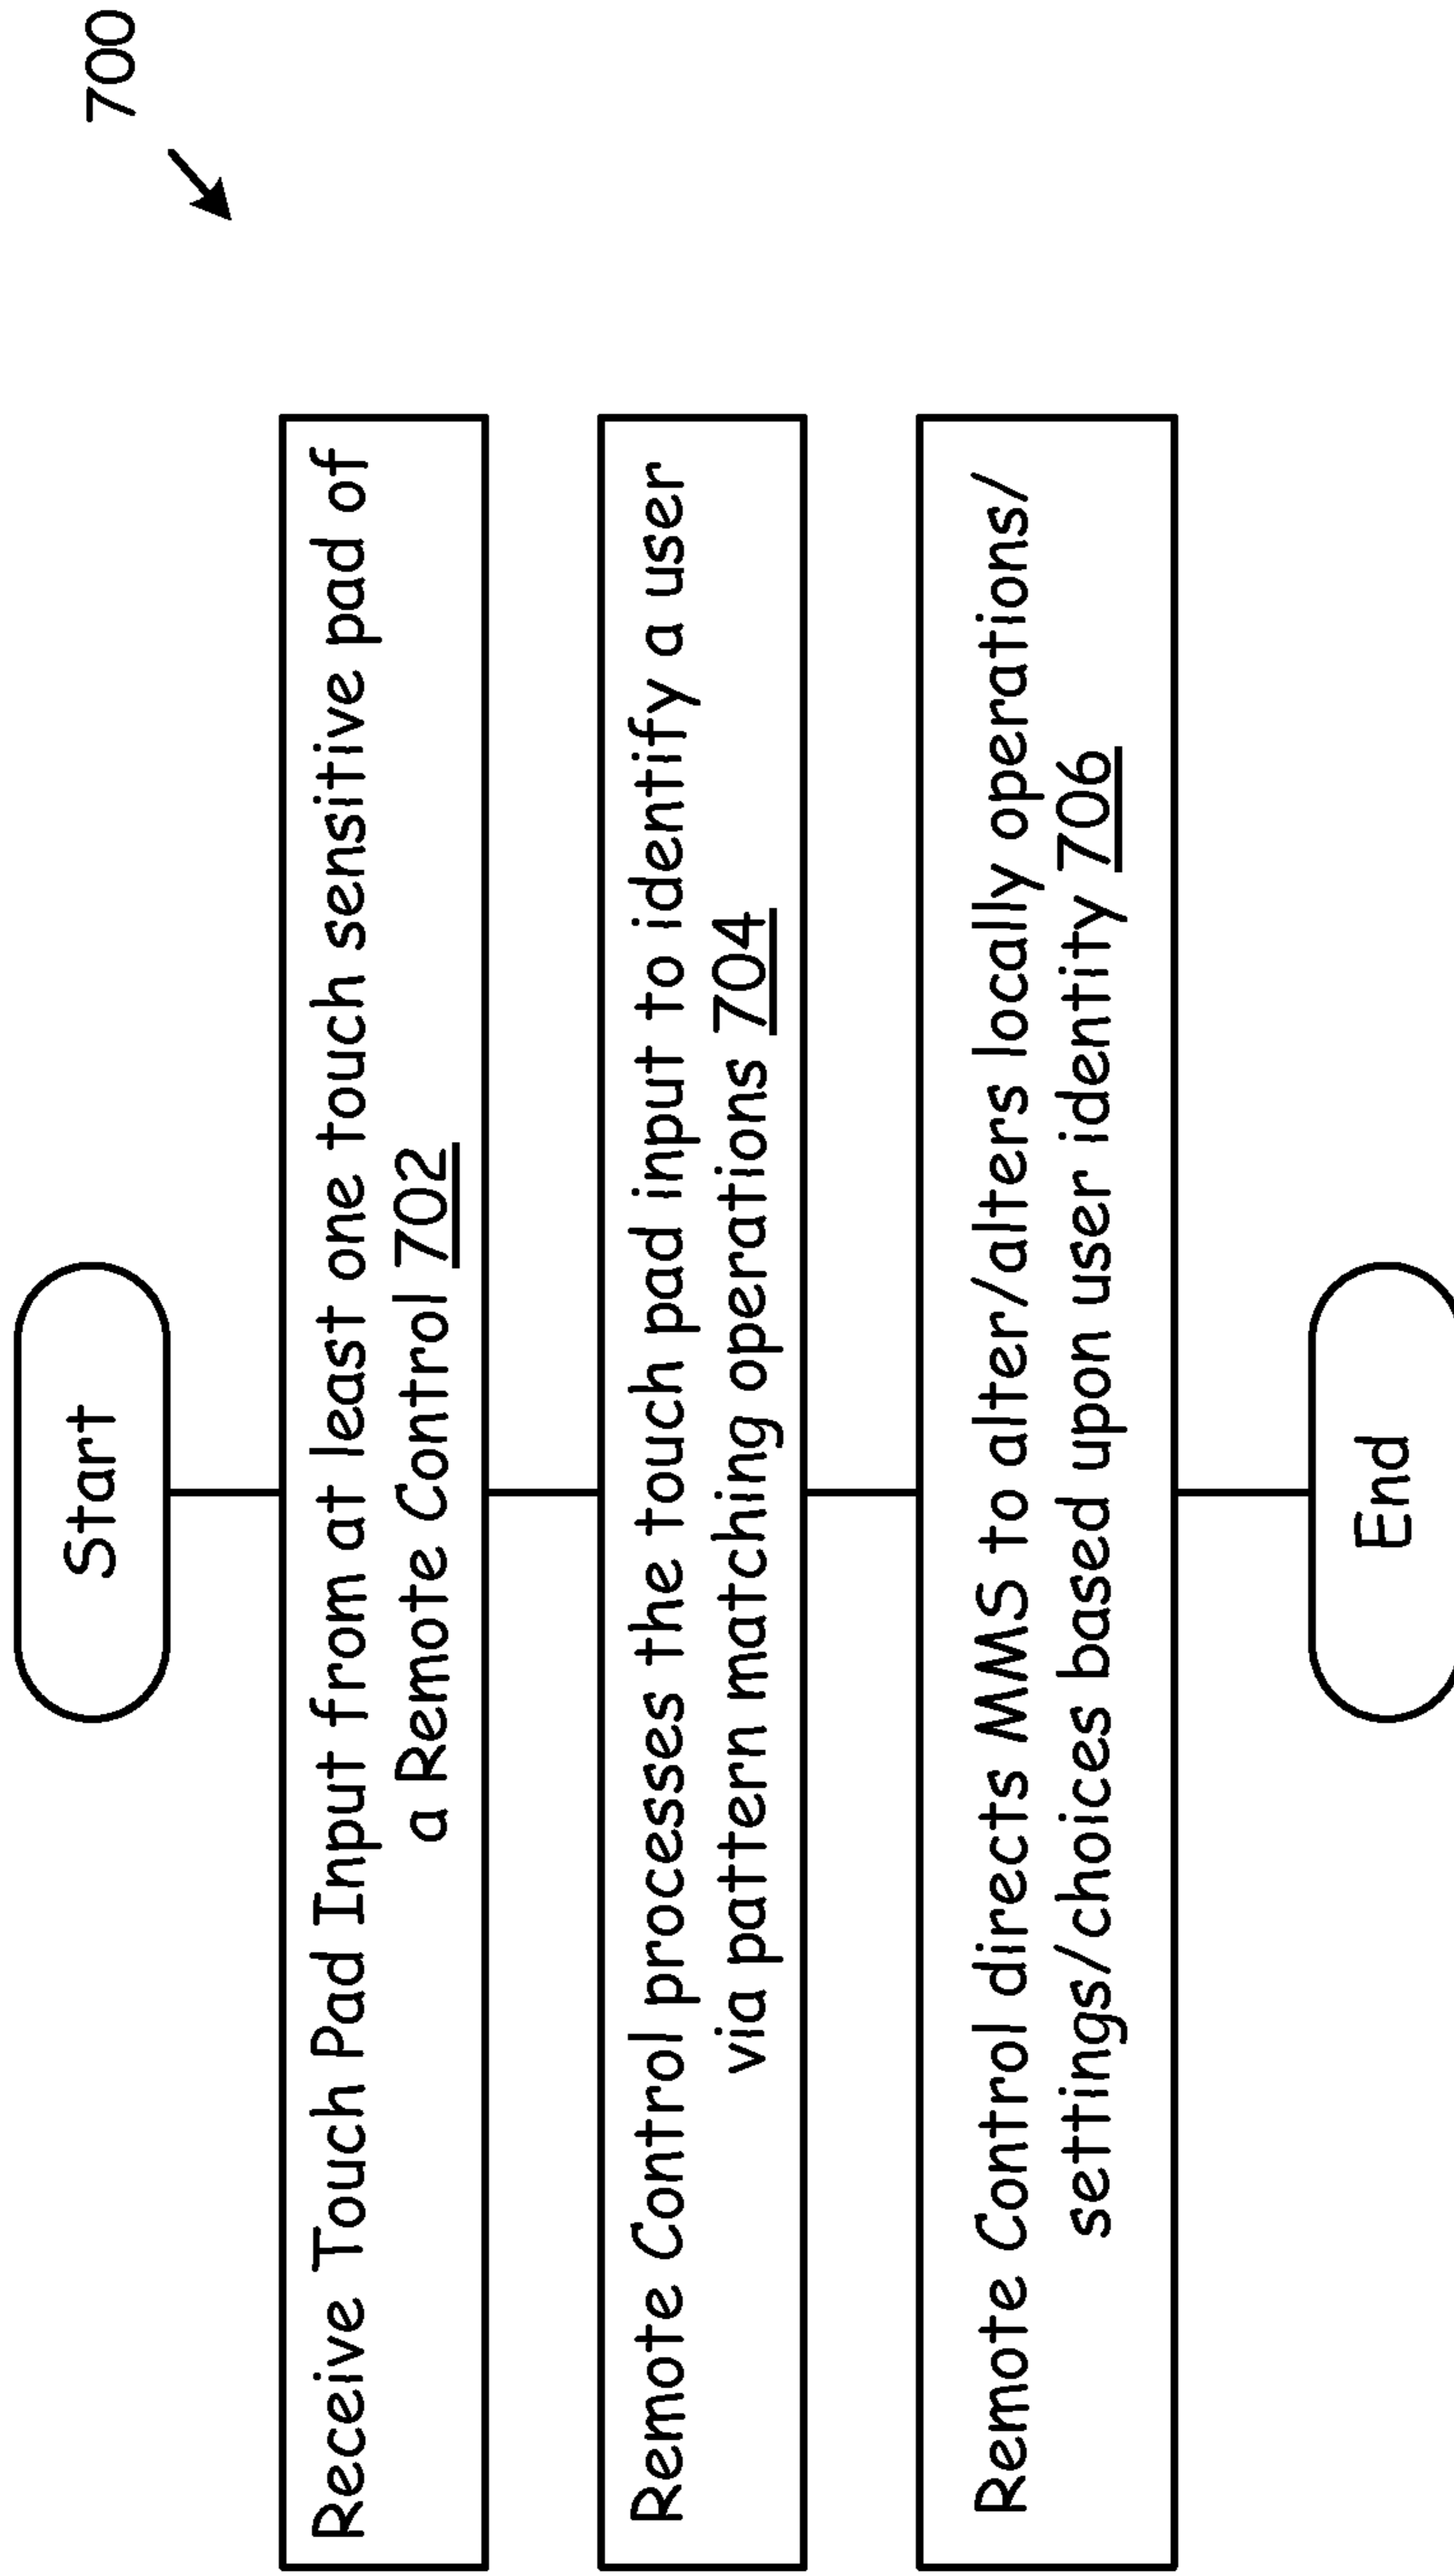 700
Start
Receive Touch Pad Input from at least one touch sensitive pad of
a Remote Control 702
Remote Control processes the touch pad input to identify a user
via pattern matching operations 704
Remote Control directs MMS to alter/alters locally operations/
settings/choices based upon user identity 706
End